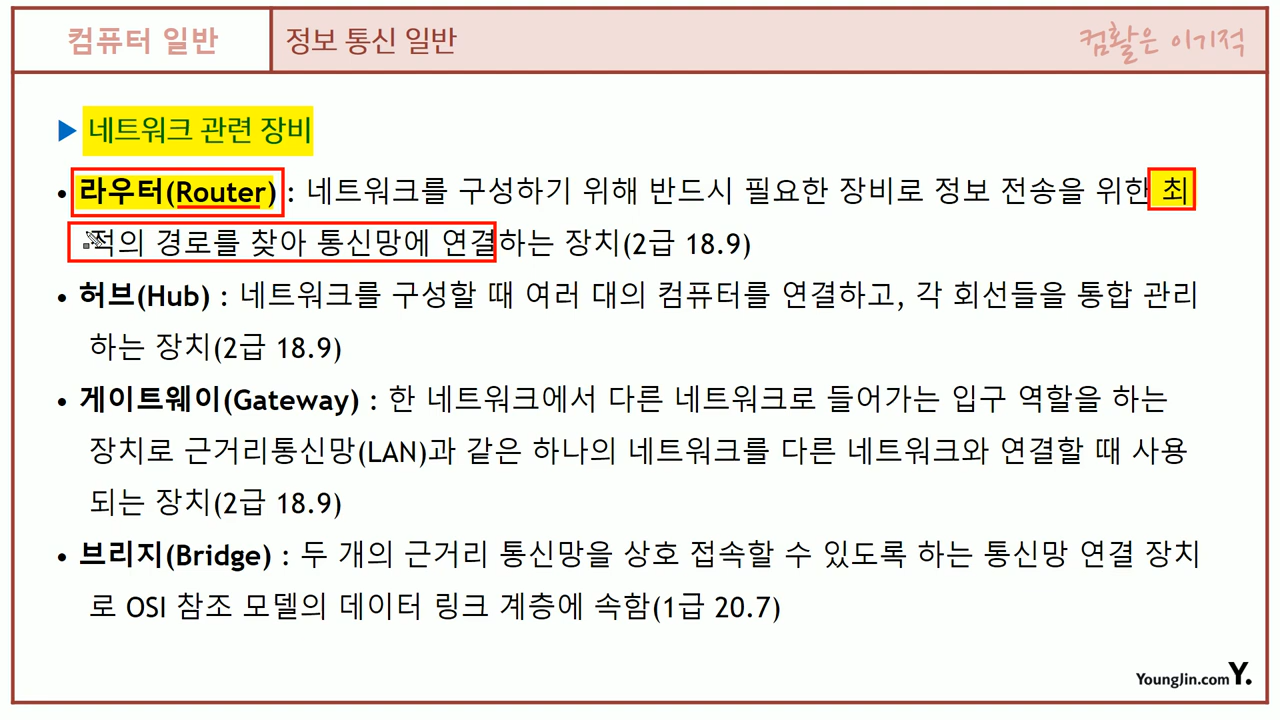 컴퓨터 일반
정보 통신 일반
컴활은 이기적
▶ 네트워크 관련 장비
• 라우터(Router) : 네트워크를 구성하기 위해 반드시 필요한 장비로 정보 전송을 위한 최
적의 경로를 찾아 통신망에 연결하는 장치(2급 18.9)
• 허브(Hub) : 네트워크를 구성할 때 여러 대의 컴퓨터를 연결하고, 각 회선들을 통합 관리
하는 장치(2급 18.9)
• 게이트웨이(Gateway) : 한 네트워크에서 다른 네트워크로 들어가는 입구 역할을 하는
장치로 근거리통신망(LAN)과 같은 하나의 네트워크를 다른 네트워크와 연결할 때 사용
되는 장치(2급 18.9)
• 브리지(Bridge) : 두 개의 근거리 통신망을 상호 접속할 수 있도록 하는 통신망 연결 장치
로 OSI 참조 모델의 데이터 링크 계층에 속함(1급 20.7)
YoungJin.com Y.